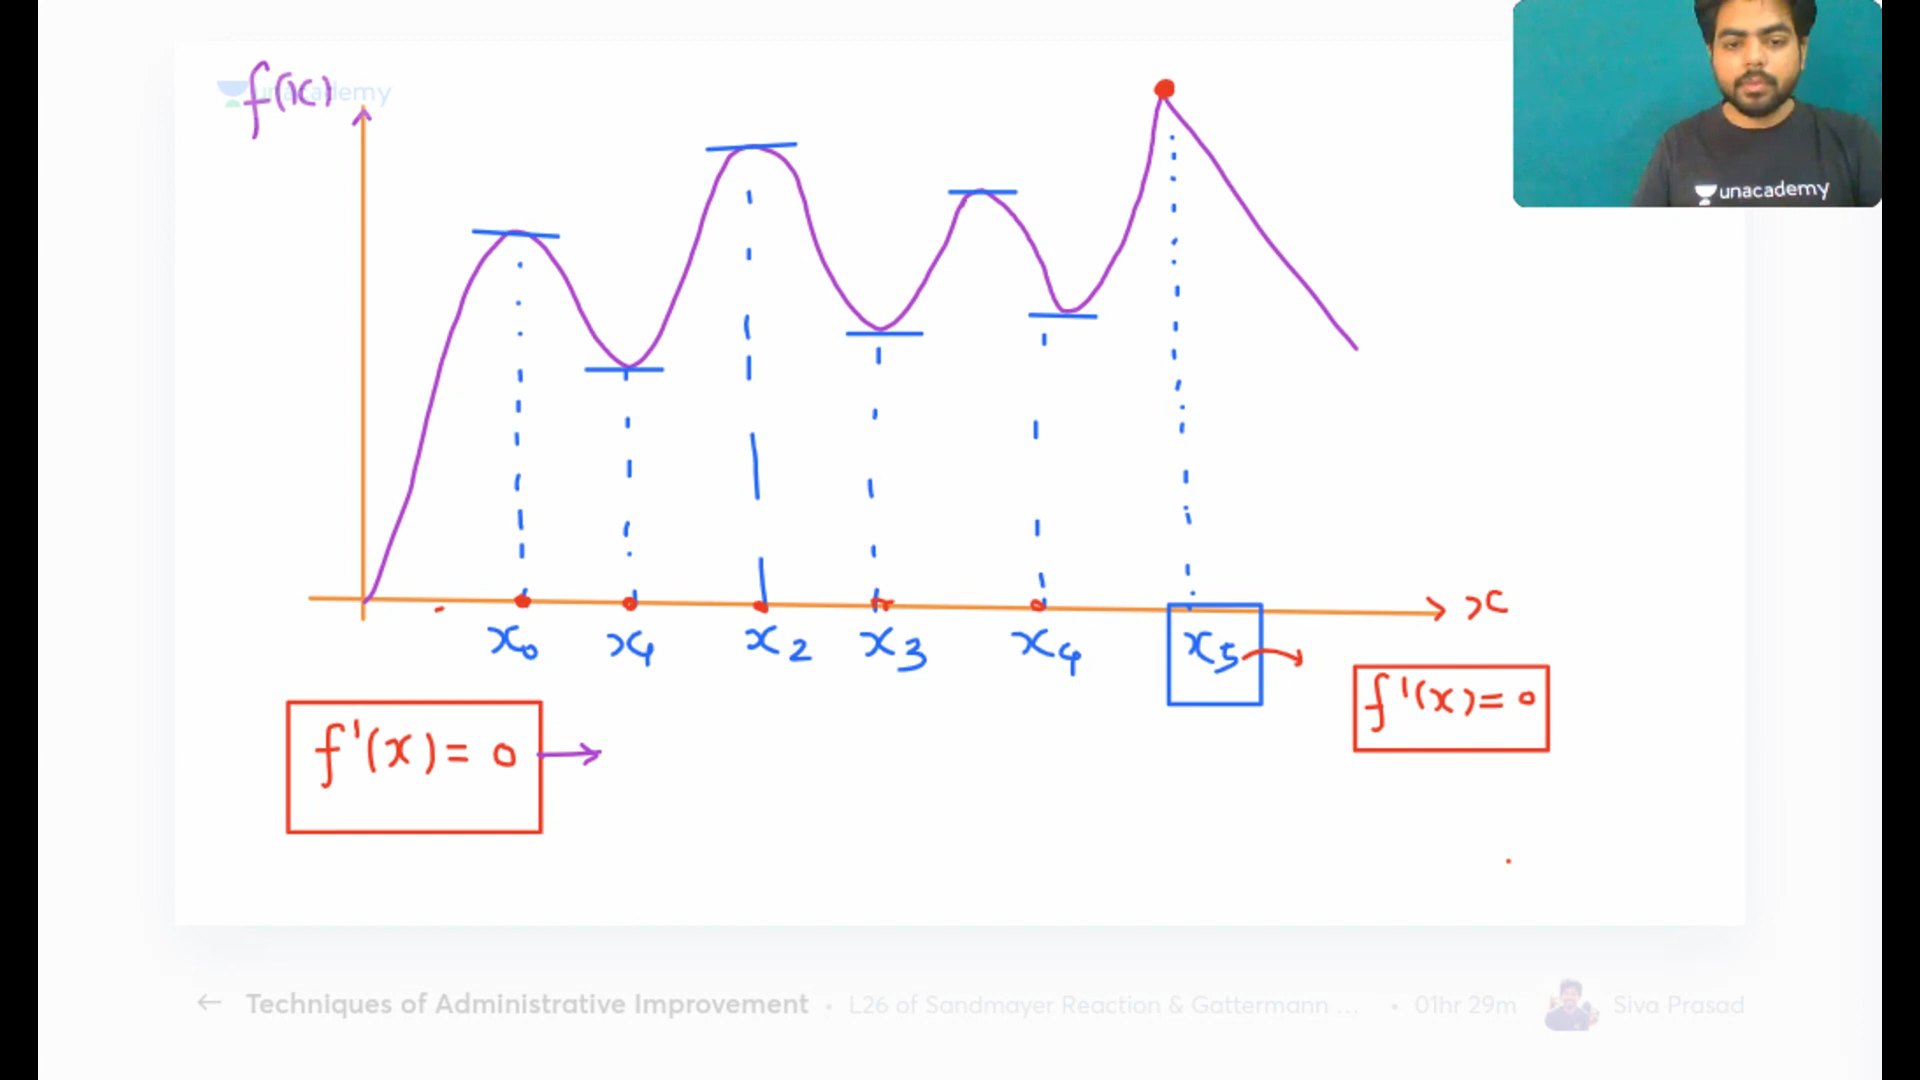 f(x)
unacademy
unacademy
x
x₀ x₁ x₂ x₃ x₄ x₅
f'(x) = 0
f'(x) = 0
Techniques of Administrative Improvement • L26 of Sandmayer Reaction & Gattermann ... • 01hr 29m Siva Prasad